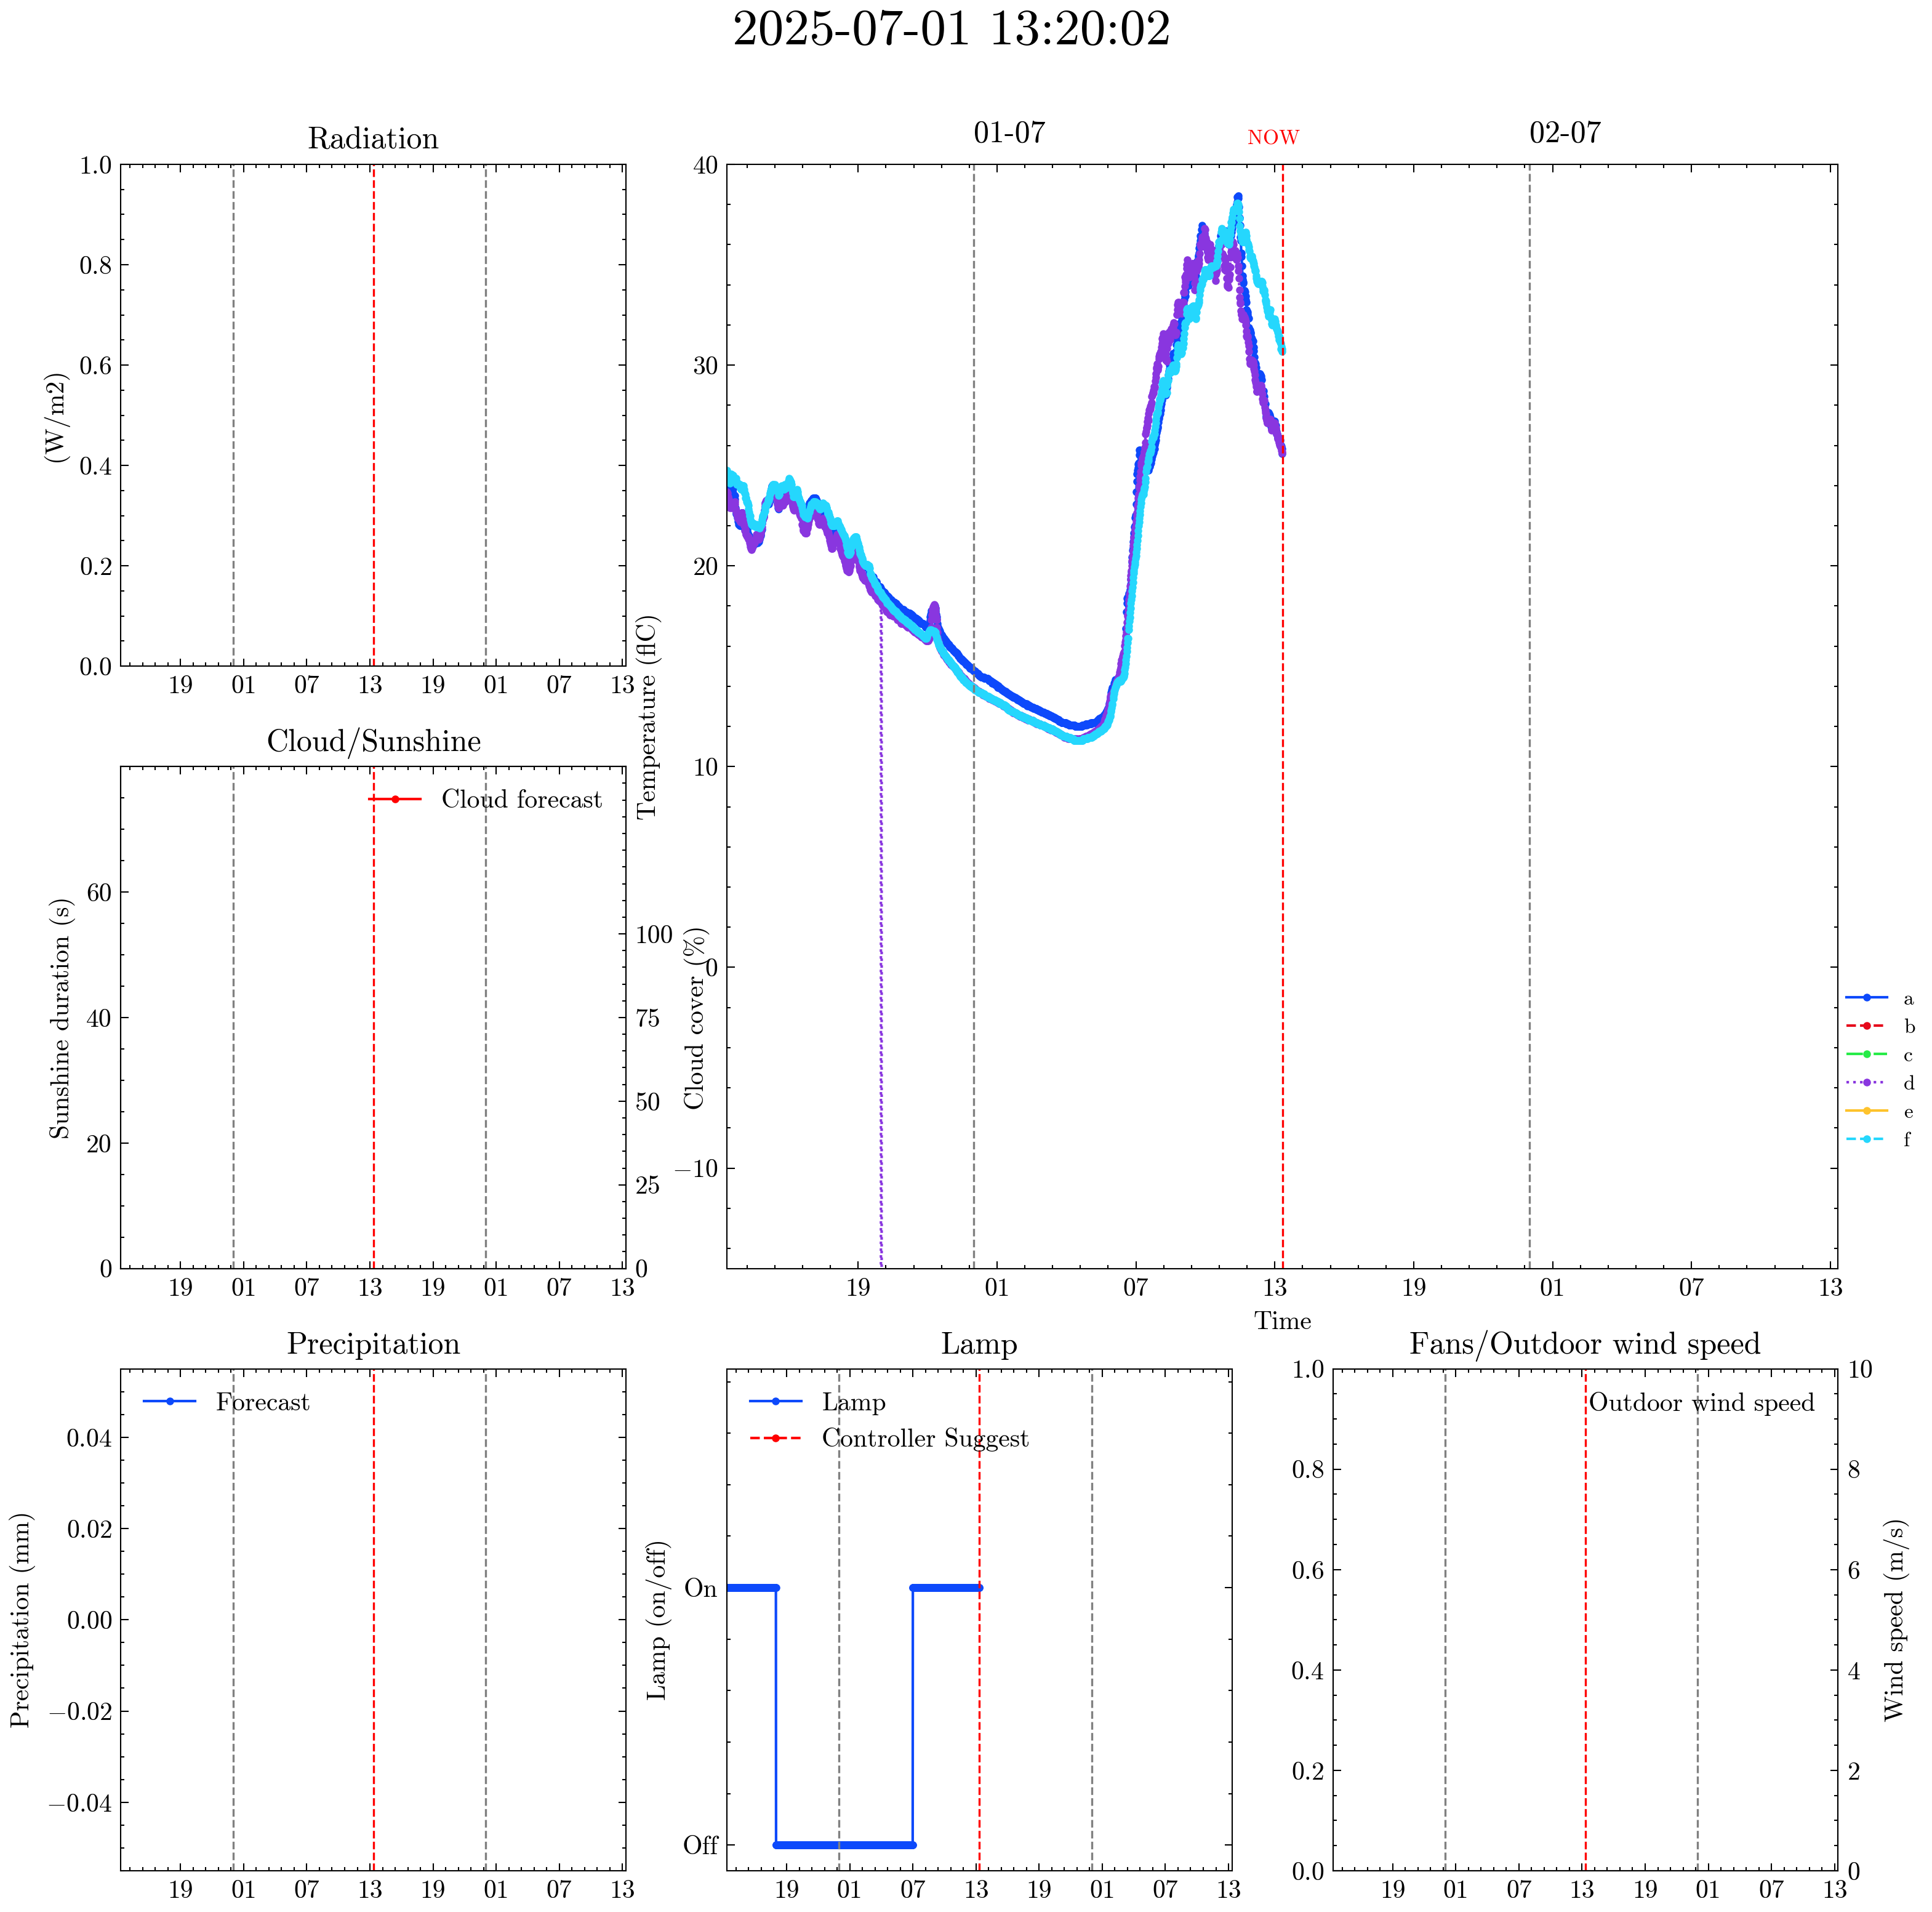 2025-07-01 13:20:02
Radiation
1.0
0.8
0.6
0.4
0.2
0.0
(W/m2)
19 01 07 13 19 01 07 13
01-07
NOW
02-07
40
30
20
10
0
−10
Temperature (flC)
19 01 07 13 19 01 07 13
Time
a
b
c
d
e
f
Cloud/Sunshine
Cloud forecast
60
40
20
0
Sunshine duration (s)
100
75
50
25
0
Cloud cover (%)
19 01 07 13 19 01 07 13
Precipitation
Forecast
0.04
0.02
0.00
−0.02
−0.04
Precipitation (mm)
19 01 07 13 19 01 07 13
Lamp
Lamp
Controller Suggest
On
Off
Lamp (on/off)
19 01 07 13 19 01 07 13
Fans/Outdoor wind speed
Outdoor wind speed
1.0
0.8
0.6
0.4
0.2
0.0
10
8
6
4
2
0
Wind speed (m/s)
19 01 07 13 19 01 07 13